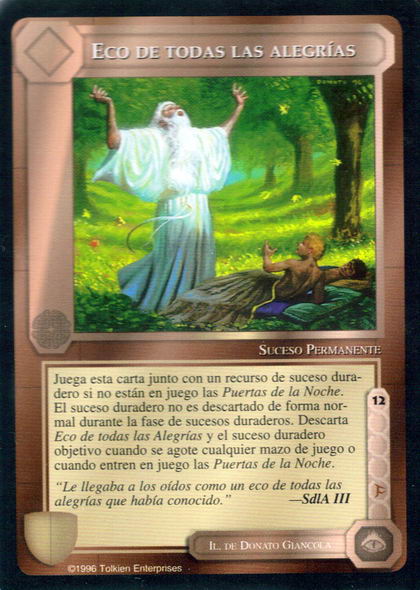 ECO DE TODAS LAS ALEGRÍAS
DONATO 96
SUCESO PERMANENTE
Juega esta carta junto con un recurso de suceso dura-
dero si no están en juego las Puertas de la Noche.
El suceso duradero no es descartado de forma nor-
mal durante la fase de sucesos duraderos. Descarta
Eco de todas las Alegrías y el suceso duradero
objetivo cuando se agote cualquier mazo de juego o
cuando entren en juego las Puertas de la Noche.
12
“Le llegaba a los oídos como un eco de todas las
alegrías que había conocido.” —SdlA III
IL. DE DONATO GIANCOLA
©1996 Tolkien Enterprises